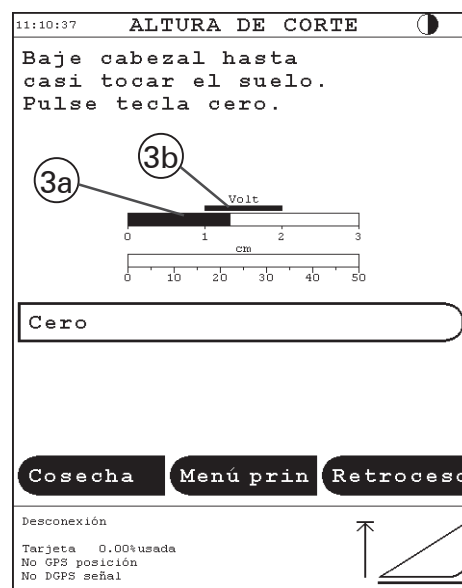 11:10:37 ALTURA DE CORTE
Baje cabezal hasta
casi tocar el suelo.
Pulse tecla cero.
3b
3a
Volt
0 1 2 3
cm
0 10 20 30 40 50
Cero
Cosecha Menú prin Retroceso
Desconexión
Tarjeta 0.00%usada
No GPS posición
No DGPS señal